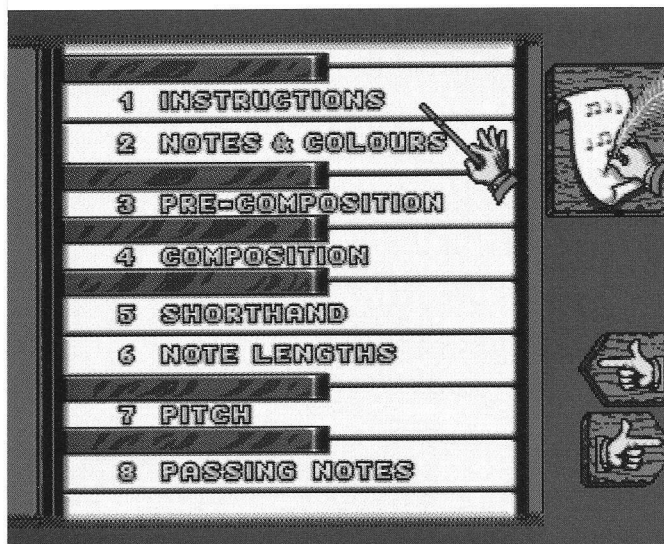 1 INSTRUCTIONS
2 NOTES & COLOURS
3 PRE-COMPOSITION
4 COMPOSITION
5 SHORTHAND
6 NOTE LENGTHS
7 PITCH
8 PASSING NOTES